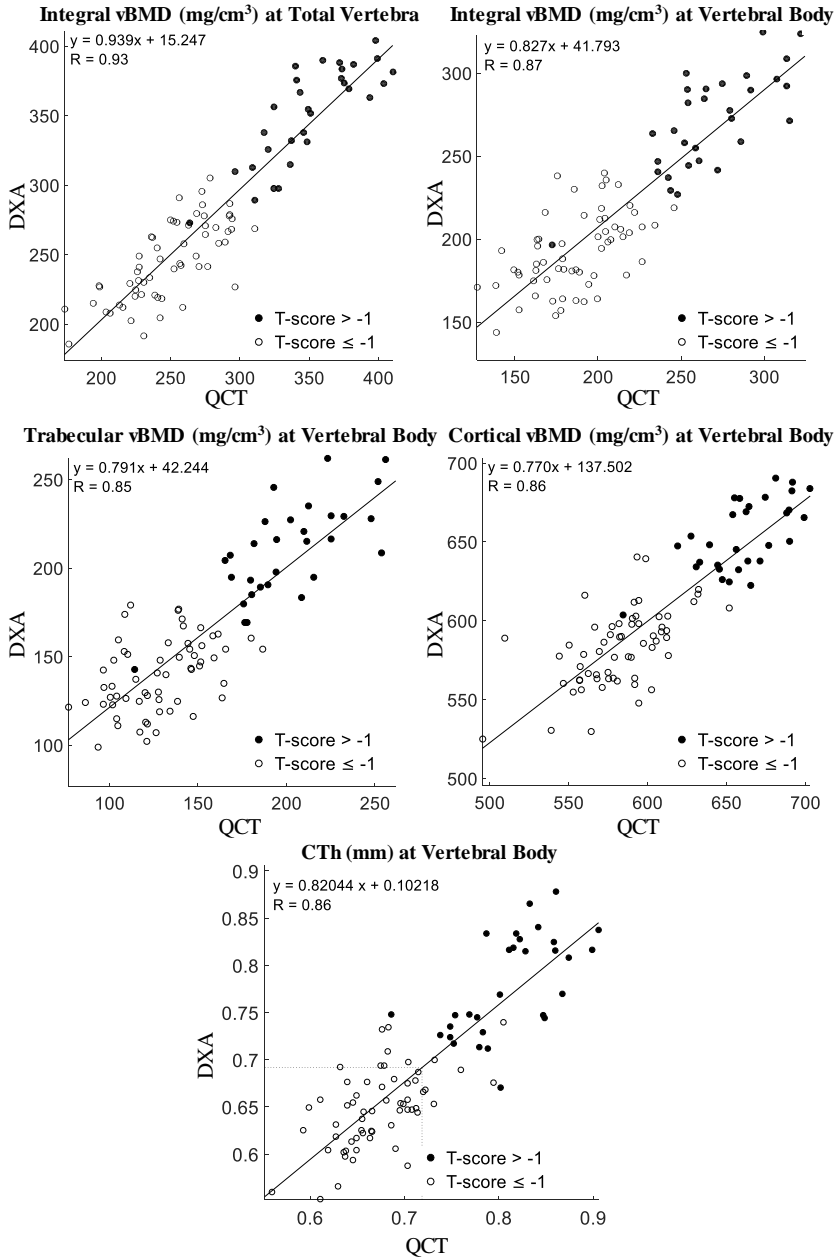 Integral vBMD (mg/cm³) at Total Vertebra
y = 0.939x + 15.247
R = 0.93
400
350
300
250
200
DXA
T-score > -1
T-score ≤ -1
200 250 300 350 400
QCT
Integral vBMD (mg/cm³) at Vertebral Body
y = 0.827x + 41.793
R = 0.87
300
250
200
150
DXA
T-score > -1
T-score ≤ -1
150 200 250 300
QCT
Trabecular vBMD (mg/cm³) at Vertebral Body
y = 0.791x + 42.244
R = 0.85
250
200
150
100
DXA
T-score > -1
T-score ≤ -1
100 150 200 250
QCT
Cortical vBMD (mg/cm³) at Vertebral Body
y = 0.770x + 137.502
R = 0.86
700
650
600
550
500
DXA
T-score > -1
T-score ≤ -1
500 550 600 650 700
QCT
CTh (mm) at Vertebral Body
y = 0.82044 x + 0.10218
R = 0.86
0.9
0.85
0.8
0.75
0.7
0.65
0.6
DXA
T-score > -1
T-score ≤ -1
0.6 0.7 0.8 0.9
QCT